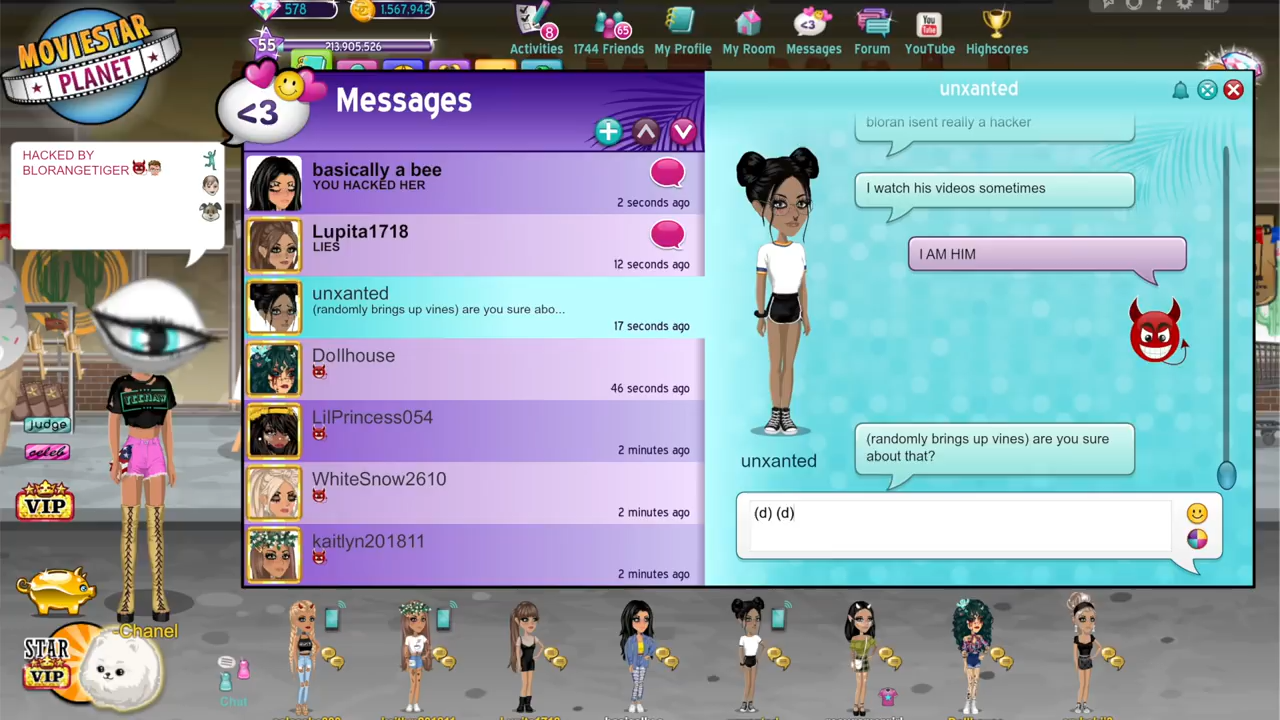 MOVIESTAR
PLANET
578
1,567,942
55
213,905,526
8
Activities
65
1744 Friends
My Profile
My Room
<3
Messages
Forum
You
Tube
YouTube
Highscores
HACKED BY
BLORANGETIGER
<3
Messages
basically a bee
YOU HACKED HER
2 seconds ago
Lupita1718
LIES
12 seconds ago
unxanted
(randomly brings up vines) are you sure abo...
17 seconds ago
Dollhouse
46 seconds ago
LilPrincess054
2 minutes ago
WhiteSnow2610
2 minutes ago
kaitlyn201811
2 minutes ago
unxanted
bloran isent really a hacker
I watch his videos sometimes
I AM HIM
(randomly brings up vines) are you sure
about that?
unxanted
(d) (d)
YEEHAW
judge
celeb
VIP
STAR
VIP
-Chanel
Chat